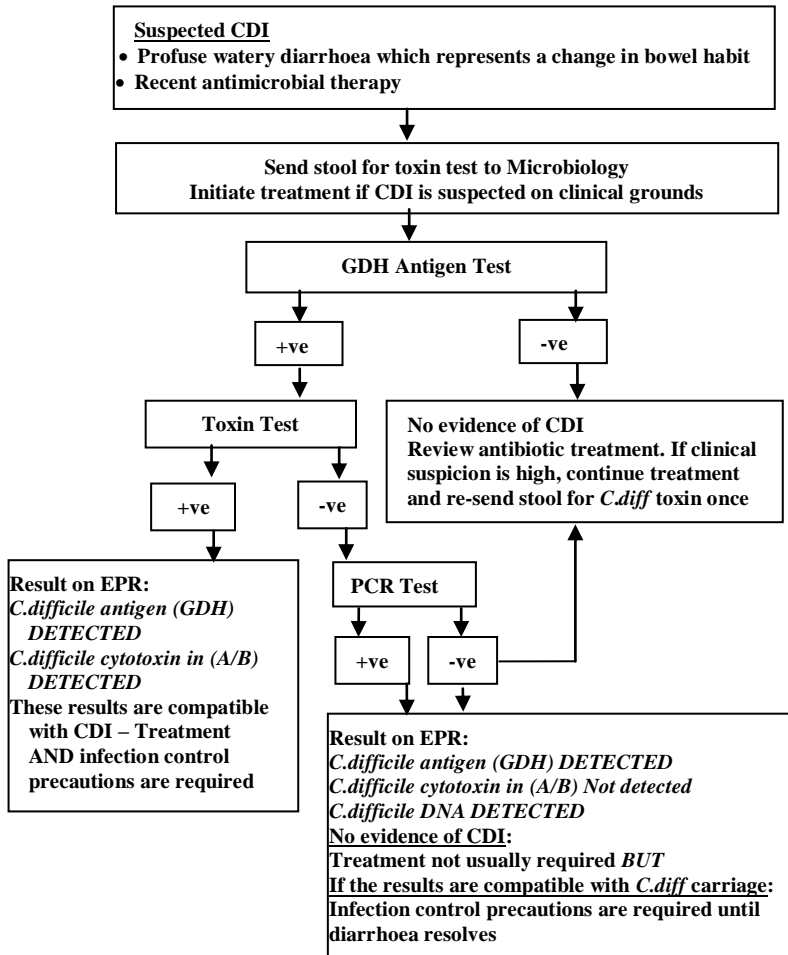 Suspected CDI
• Profuse watery diarrhoea which represents a change in bowel habit
• Recent antimicrobial therapy
Send stool for toxin test to Microbiology
Initiate treatment if CDI is suspected on clinical grounds
GDH Antigen Test
+ve
-ve
Toxin Test
No evidence of CDI
Review antibiotic treatment. If clinical
suspicion is high, continue treatment
and re-send stool for C.diff toxin once
+ve
-ve
Result on EPR:
C.difficile antigen (GDH)
DETECTED
C.difficile cytotoxin in (A/B)
DETECTED
These results are compatible
with CDI – Treatment
AND infection control
precautions are required
PCR Test
+ve
-ve
Result on EPR:
C.difficile antigen (GDH) DETECTED
C.difficile cytotoxin in (A/B) Not detected
C.difficile DNA DETECTED
No evidence of CDI:
Treatment not usually required BUT
If the results are compatible with C.diff carriage:
Infection control precautions are required until
diarrhoea resolves